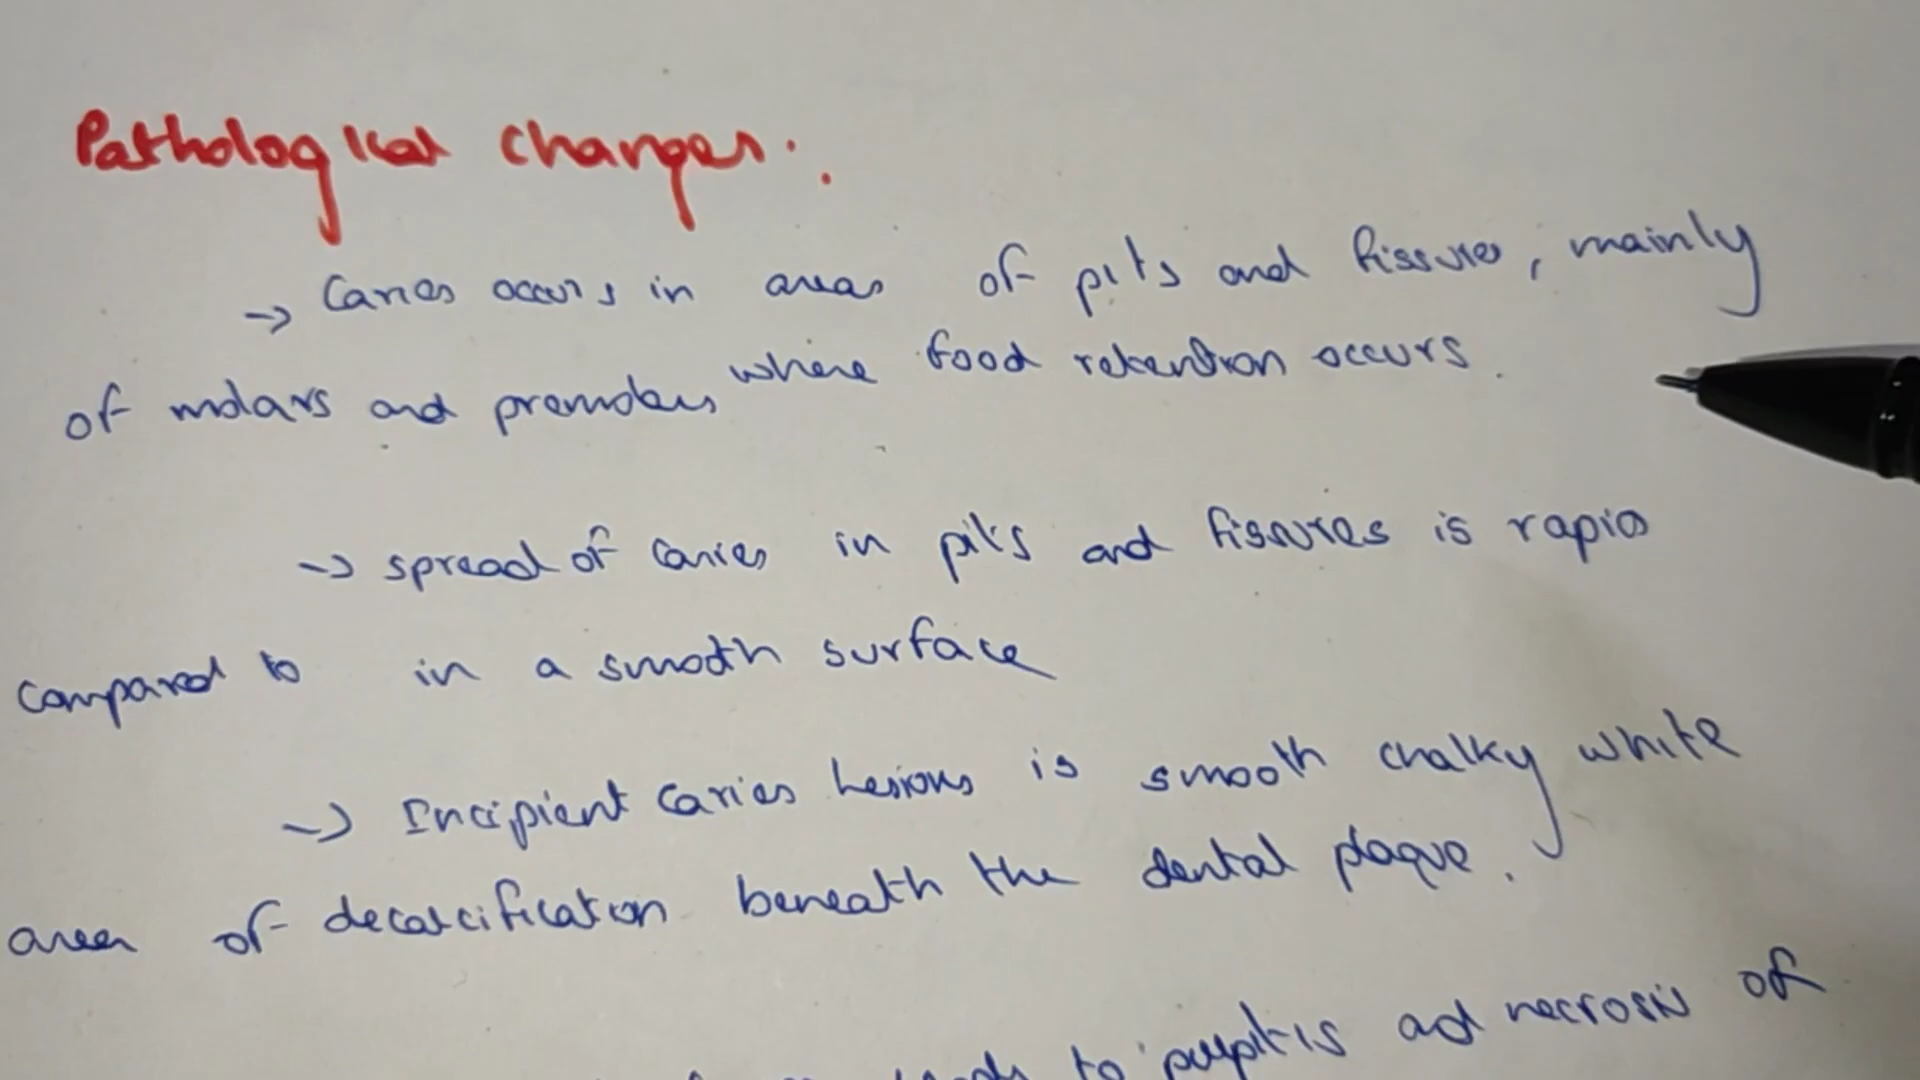 Pathological changes:
→ Caries occurs in areas of pits and fissures, mainly
of molars and premolars where food retention occurs.
→ spread of caries in pits and fissures is rapid
compared to in a smooth surface
→ Incipient caries lesions is smooth chalky white
area of decalcification beneath the dental plaque.
to pulpitis and necrosis of